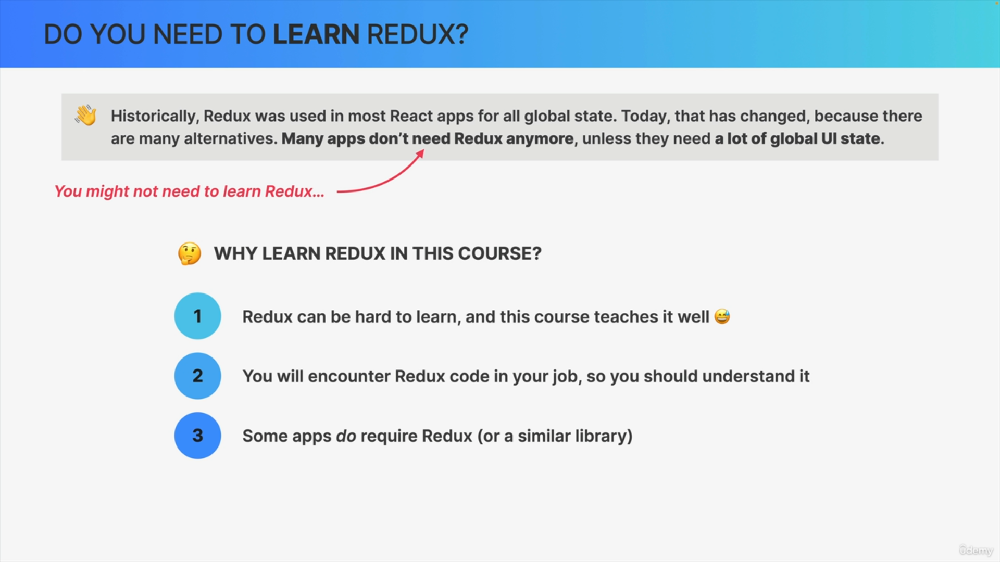 DO YOU NEED TO LEARN REDUX?
👋 Historically, Redux was used in most React apps for all global state. Today, that has changed, because there
are many alternatives. Many apps don't need Redux anymore, unless they need a lot of global UI state.
You might not need to learn Redux...
🤔 WHY LEARN REDUX IN THIS COURSE?
1 Redux can be hard to learn, and this course teaches it well 😅
2 You will encounter Redux code in your job, so you should understand it
3 Some apps do require Redux (or a similar library)
ûdemy